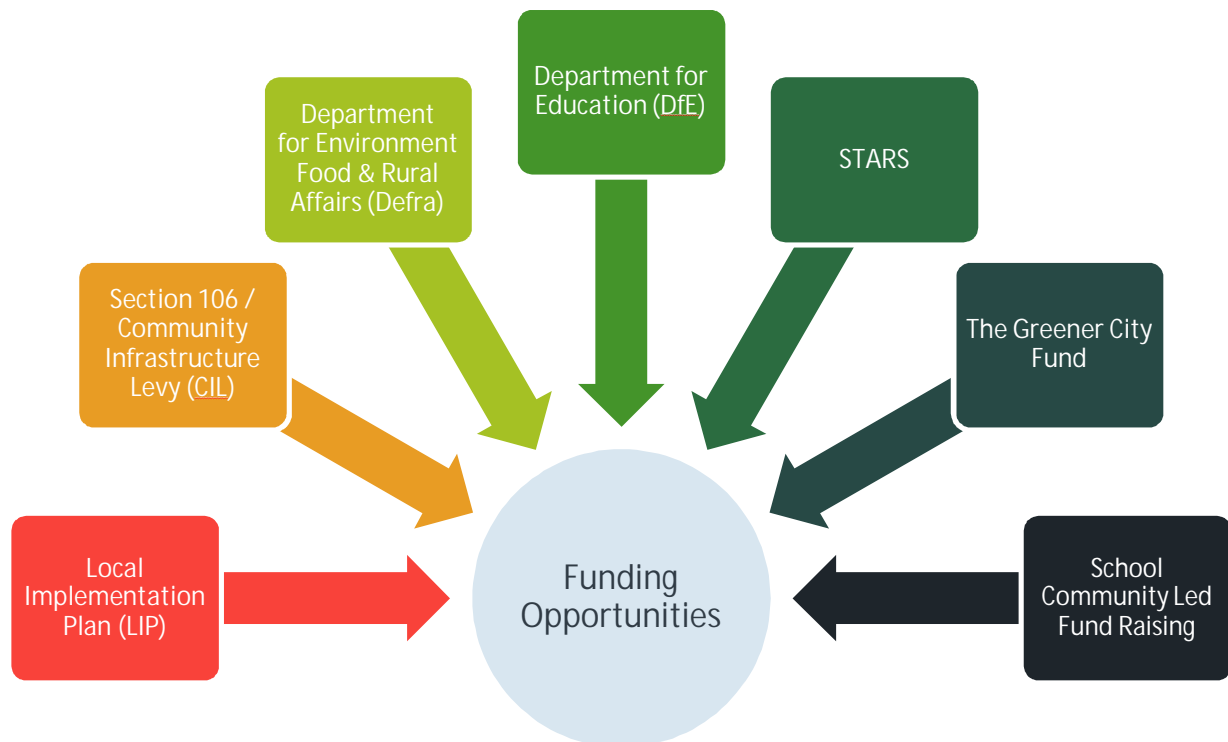 Department for
Education (DfE)
Department
for Environment
Food & Rural
Affairs (Defra)
STARS
Section 106 /
Community
Infrastructure
Levy (CIL)
The Greener City
Fund
Local
Implementation
Plan (LIP)
Funding
Opportunities
School
Community Led
Fund Raising